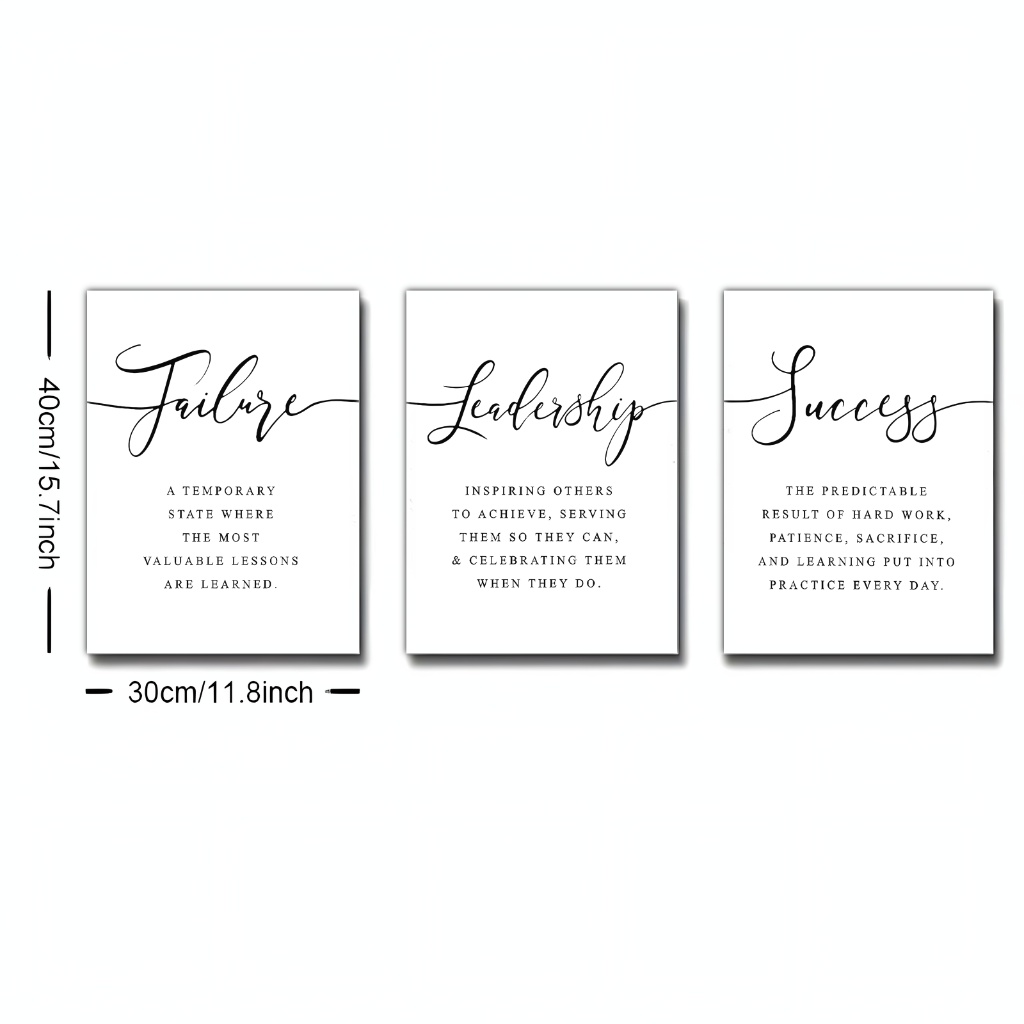 Failure
A TEMPORARY
STATE WHERE
THE MOST
VALUABLE LESSONS
ARE LEARNED.
Leadership
INSPIRING OTHERS
TO ACHIEVE, SERVING
THEM SO THEY CAN,
& CELEBRATING THEM
WHEN THEY DO.
Success
THE PREDICTABLE
RESULT OF HARD WORK,
PATIENCE, SACRIFICE,
AND LEARNING PUT INTO
PRACTICE EVERY DAY.
40cm/15.7inch
30cm/11.8inch